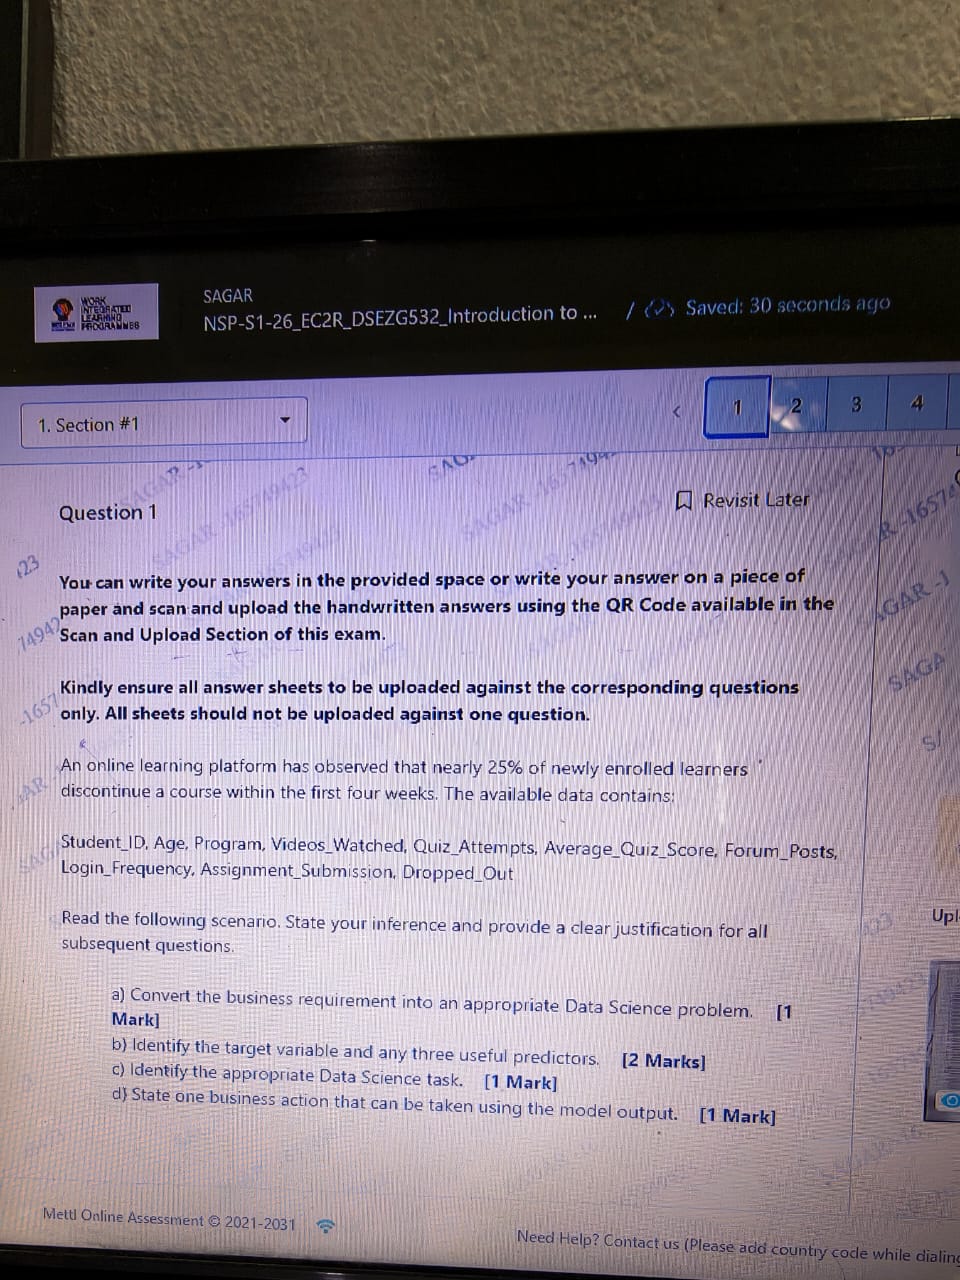 WORK
INTEGRATED
LEARNING
PROGRAMMES
SAGAR
NSP-S1-26_EC2R_DSEZG532_Introduction to ...
/ Saved: 30 seconds ago
1. Section #1
< 1 2 3 4
Question 1
Revisit Later
You can write your answers in the provided space or write your answer on a piece of
paper and scan and upload the handwritten answers using the QR Code available in the
Scan and Upload Section of this exam.
Kindly ensure all answer sheets to be uploaded against the corresponding questions
only. All sheets should not be uploaded against one question.
An online learning platform has observed that nearly 25% of newly enrolled learners
discontinue a course within the first four weeks. The available data contains:
Student_ID, Age, Program, Videos_Watched, Quiz_Attempts, Average_Quiz_Score, Forum_Posts,
Login_Frequency, Assignment_Submission, Dropped_Out
Read the following scenario. State your inference and provide a clear justification for all
subsequent questions.
a) Convert the business requirement into an appropriate Data Science problem. [1
Mark]
b) Identify the target variable and any three useful predictors. [2 Marks]
c) Identify the appropriate Data Science task. [1 Mark]
d) State one business action that can be taken using the model output. [1 Mark]
Upl
Mettl Online Assessment © 2021-2031
Need Help? Contact us (Please add country code while dialing